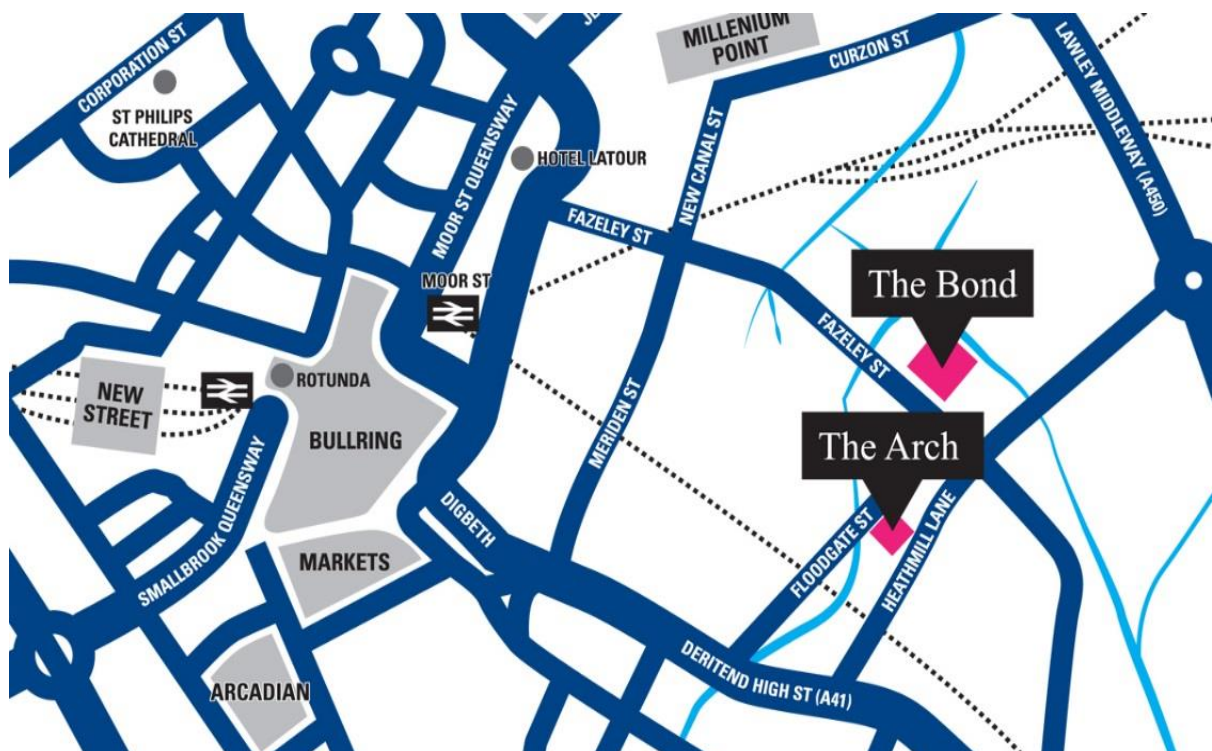 CORPORATION ST
ST PHILIPS
CATHEDRAL
MILLENIUM
POINT
CURZON ST
LAWLEY MIDDLEWAY (A450)
MOOR ST QUEENSWAY
HOTEL LATOUR
NEW CANAL ST
FAZELEY ST
MOOR ST
The Bond
FAZELEY ST
NEW
STREET
ROTUNDA
BULLRING
MERIDEN ST
The Arch
SMALLBROOK QUEENSWAY
DIGBETH
MARKETS
FLOODGATE ST
HEATHMILL LANE
ARCADIAN
DERITEND HIGH ST (A41)